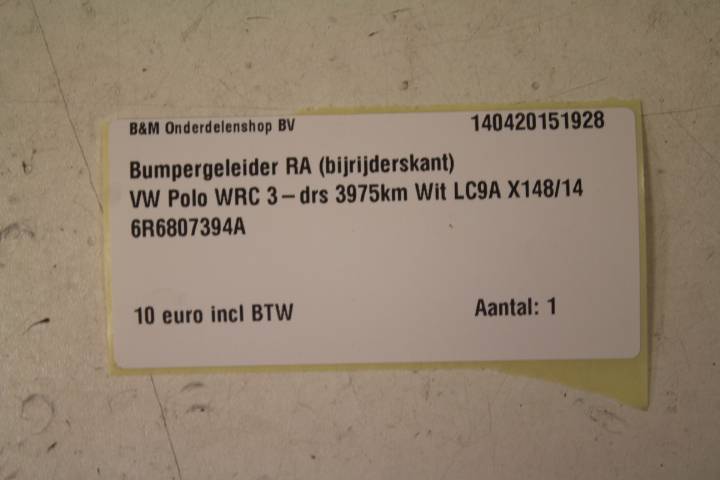 B&M Onderdelenshop BV 140420151928
Bumpergeleider RA (bijrijderskant)
VW Polo WRC 3-drs 3975km Wit LC9A X148/14
6R6807394A
10 euro incl BTW Aantal: 1